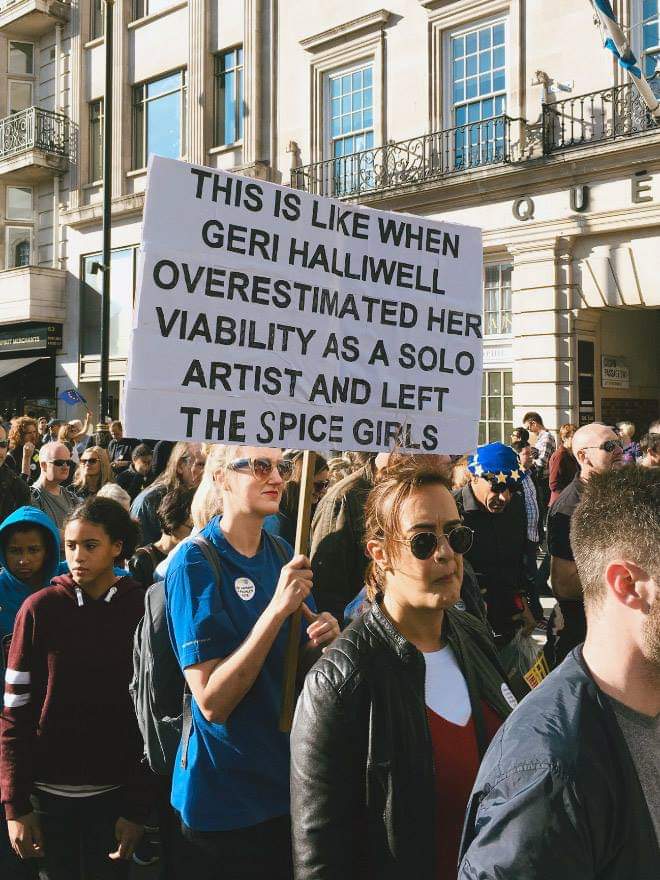 THIS IS LIKE WHEN
GERI HALLIWELL
OVERESTIMATED HER
VIABILITY AS A SOLO
ARTIST AND LEFT
THE SPICE GIRLS
Q U E